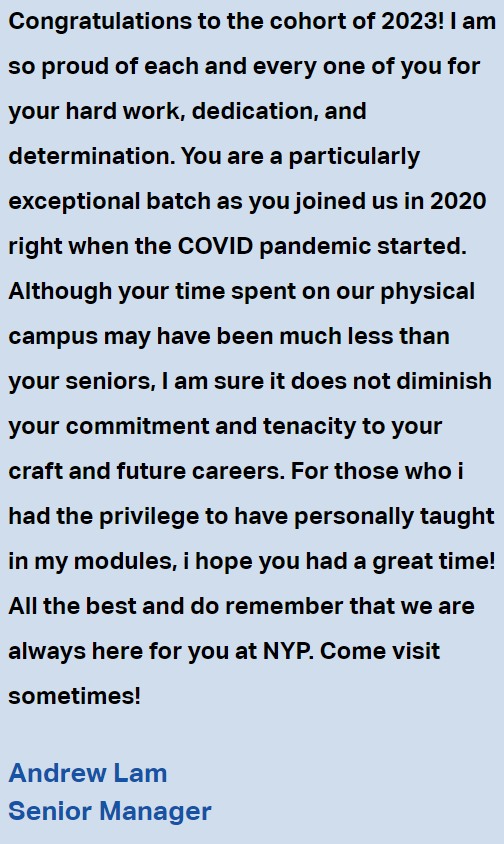 Congratulations to the cohort of 2023! I am
so proud of each and every one of you for
your hard work, dedication, and
determination. You are a particularly
exceptional batch as you joined us in 2020
right when the COVID pandemic started.
Although your time spent on our physical
campus may have been much less than
your seniors, I am sure it does not diminish
your commitment and tenacity to your
craft and future careers. For those who i
had the privilege to have personally taught
in my modules, i hope you had a great time!
All the best and do remember that we are
always here for you at NYP. Come visit
sometimes!
Andrew Lam
Senior Manager